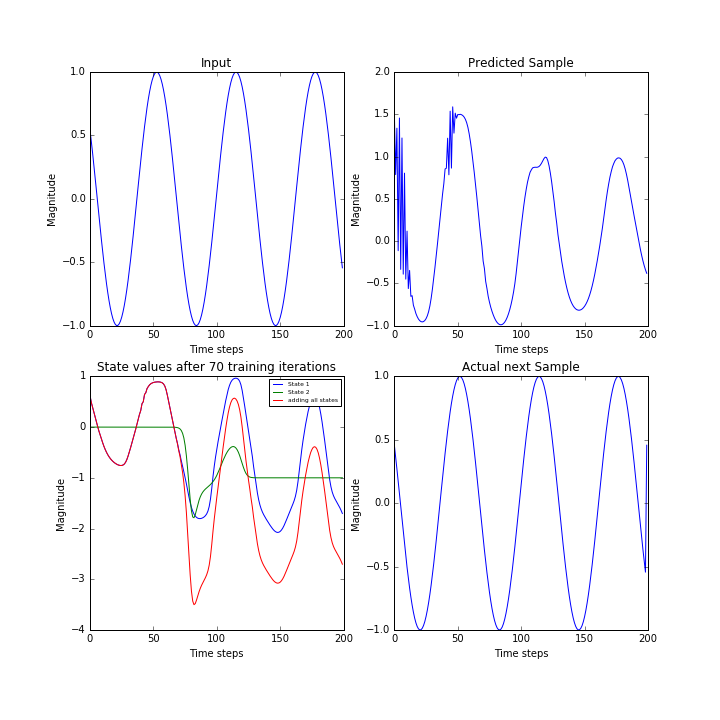 Input
1.0
0.5
0.0
−0.5
−1.0
Magnitude
0 50 100 150 200
Time steps
Predicted Sample
2.0
1.5
1.0
0.5
0.0
−0.5
−1.0
Magnitude
0 50 100 150 200
Time steps
State values after 70 training iterations
1
0
−1
−2
−3
−4
Magnitude
State 1
State 2
adding all states
0 50 100 150 200
Time steps
Actual next Sample
1.0
0.5
0.0
−0.5
−1.0
Magnitude
0 50 100 150 200
Time steps